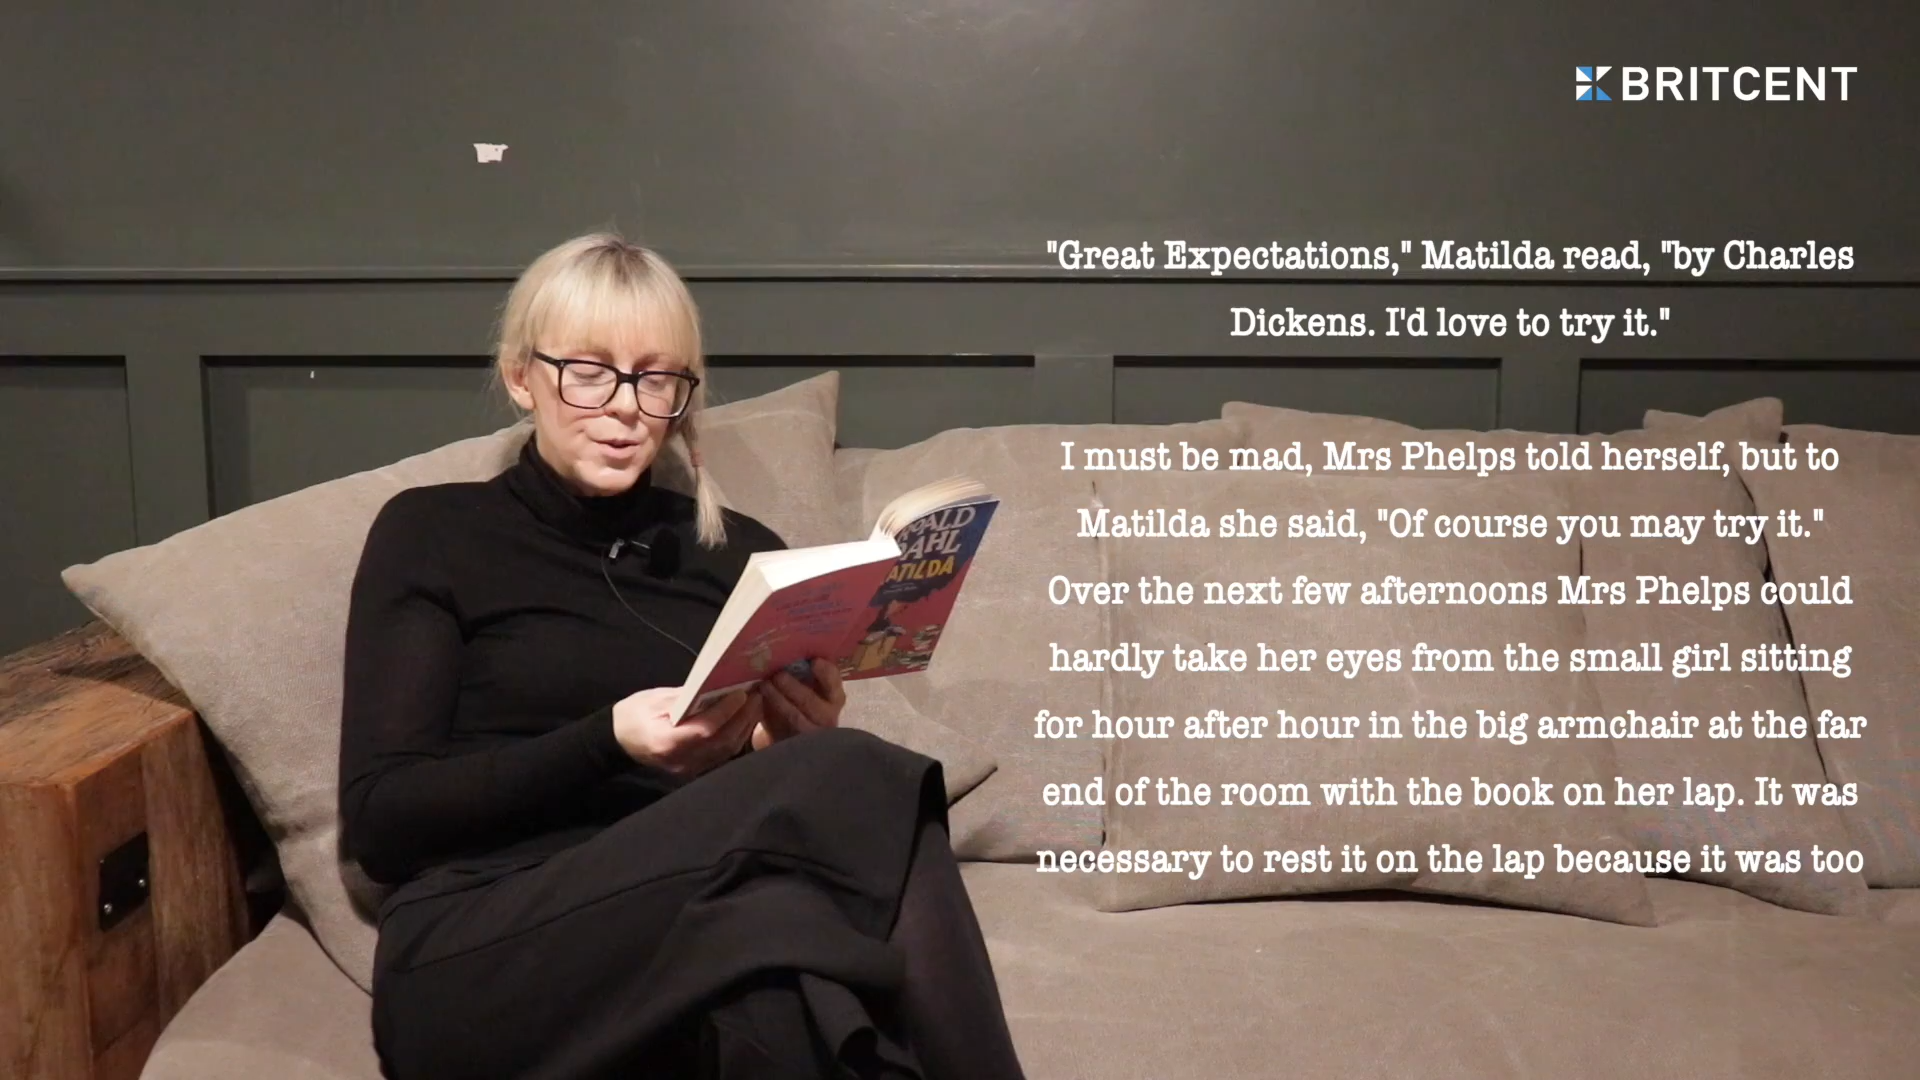 BRITCENT
"Great Expectations," Matilda read, "by Charles
Dickens. I'd love to try it."
I must be mad, Mrs Phelps told herself, but to
Matilda she said, "Of course you may try it."
Over the next few afternoons Mrs Phelps could
hardly take her eyes from the small girl sitting
for hour after hour in the big armchair at the far
end of the room with the book on her lap. It was
necessary to rest it on the lap because it was too
ROALD
DAHL
MATILDA